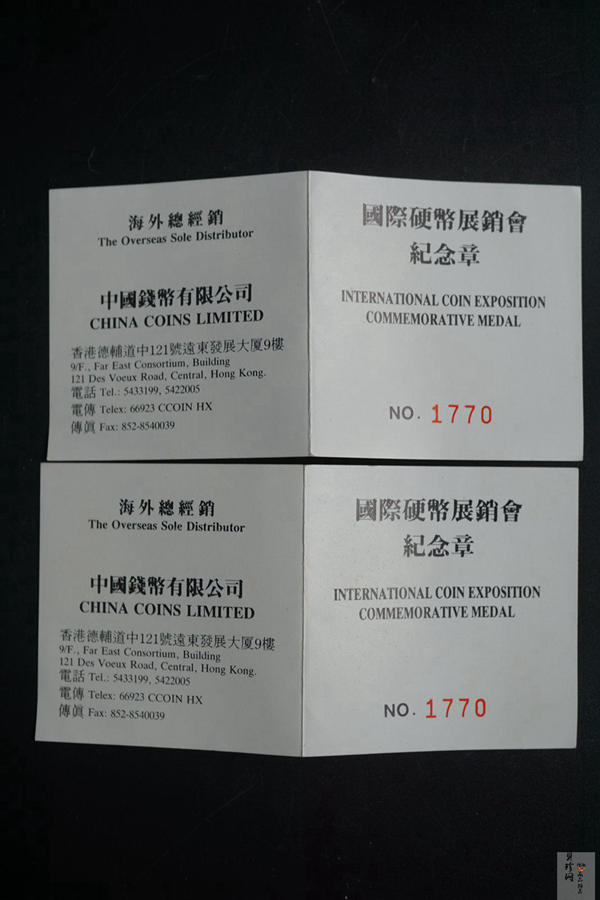 海外總經銷
The Overseas Sole Distributor
中國錢幣有限公司
CHINA COINS LIMITED
香港德輔道中121號遠東發展大厦9樓
9/F., Far East Consortium, Building
121 Des Voeux Road, Central, Hong Kong.
電話 Tel.: 5433199, 5422005
電傳 Telex: 66923 CCOIN HX
傳眞 Fax: 852-8540039
國際硬幣展銷會
紀念章
INTERNATIONAL COIN EXPOSITION
COMMEMORATIVE MEDAL
NO. 1770
海外總經銷
The Overseas Sole Distributor
中國錢幣有限公司
CHINA COINS LIMITED
香港德輔道中121號遠東發展大厦9樓
9/F., Far East Consortium, Building
121 Des Voeux Road, Central, Hong Kong.
電話 Tel.: 5433199, 5422005
電傳 Telex: 66923 CCOIN HX
傳眞 Fax: 852-8540039
國際硬幣展銷會
紀念章
INTERNATIONAL COIN EXPOSITION
COMMEMORATIVE MEDAL
NO. 1770